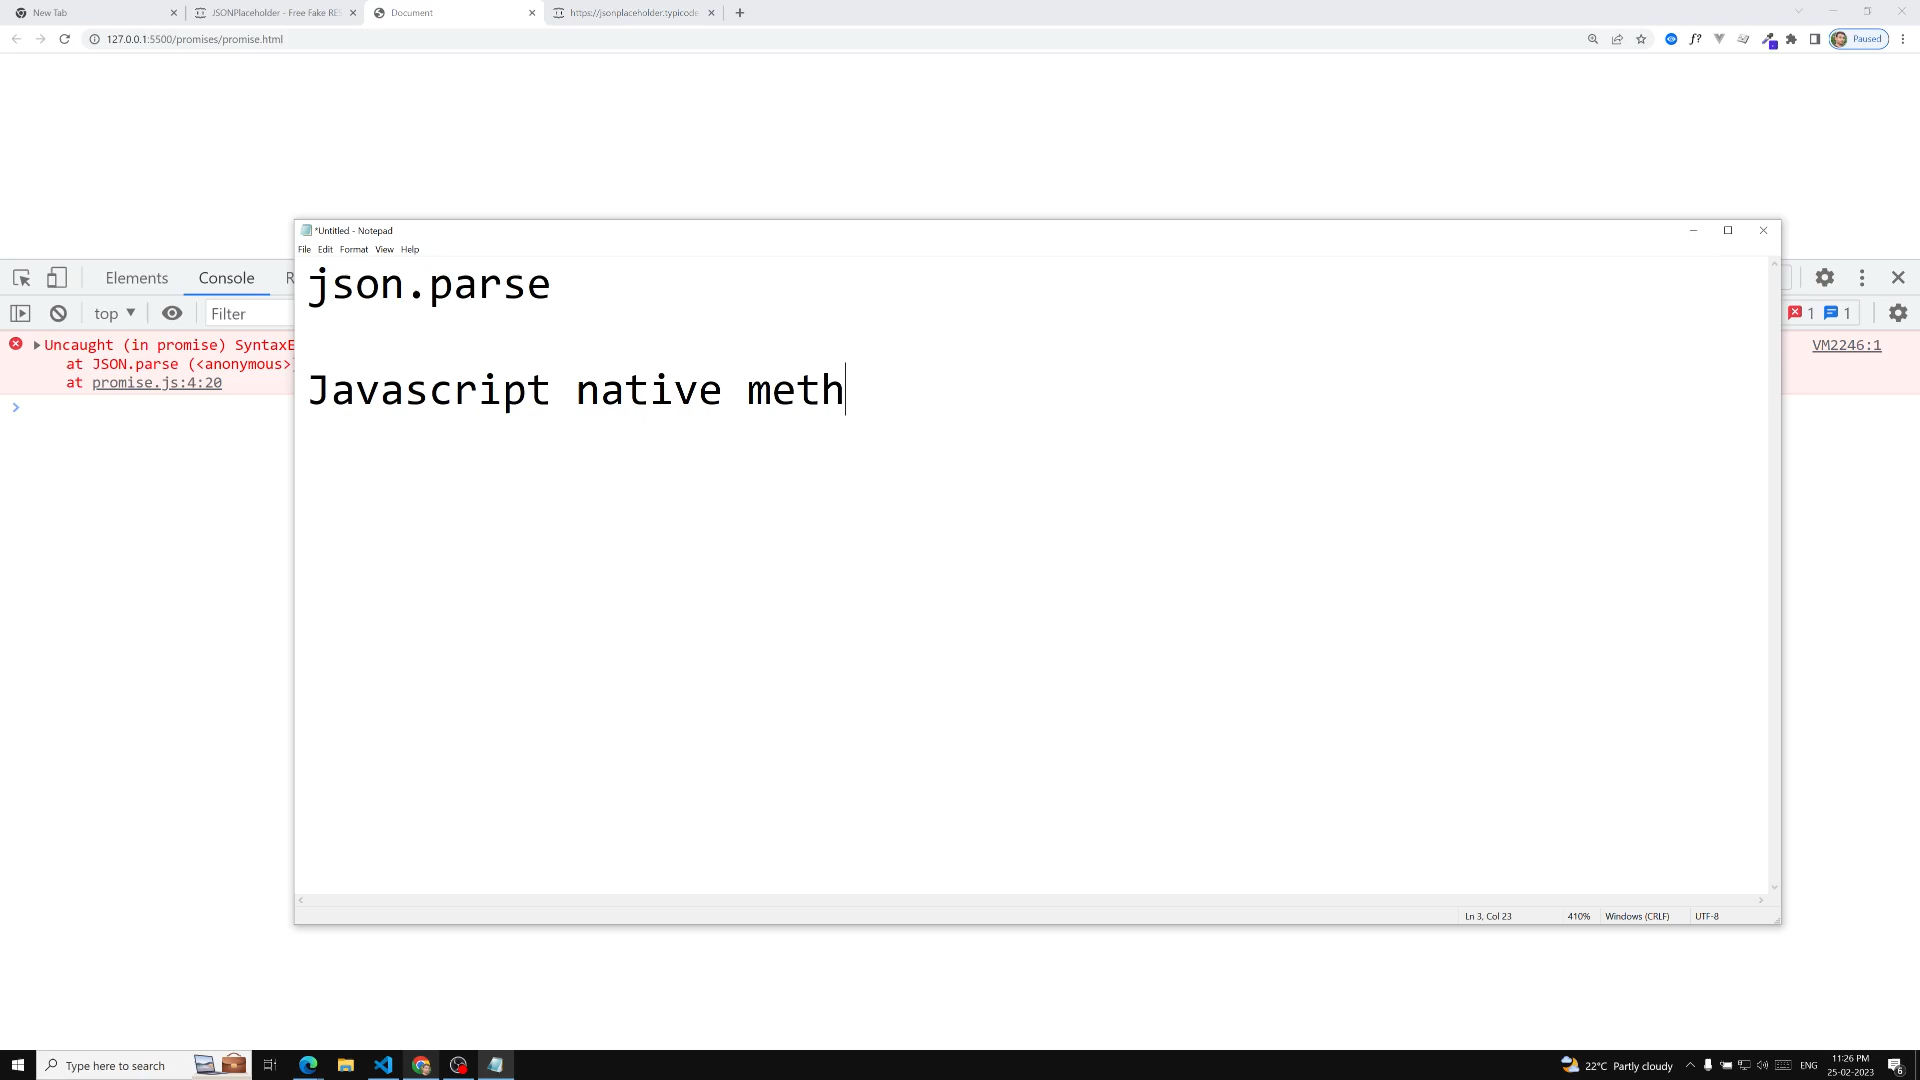 New Tab
JSONPlaceholder - Free Fake RES
Document
https://jsonplaceholder.typicode
127.0.0.1:5500/promises/promise.html
f?
Paused
*Untitled - Notepad
File Edit Format View Help
json.parse
Javascript native meth
Elements
Console
R
top
Filter
1
1
Uncaught (in promise) SyntaxE
at JSON.parse (<anonymous>)
at promise.js:4:20
VM2246:1
Ln 3, Col 23
410%
Windows (CRLF)
UTF-8
Type here to search
22°C Partly cloudy
ENG
11:26 PM
25-02-2023
6